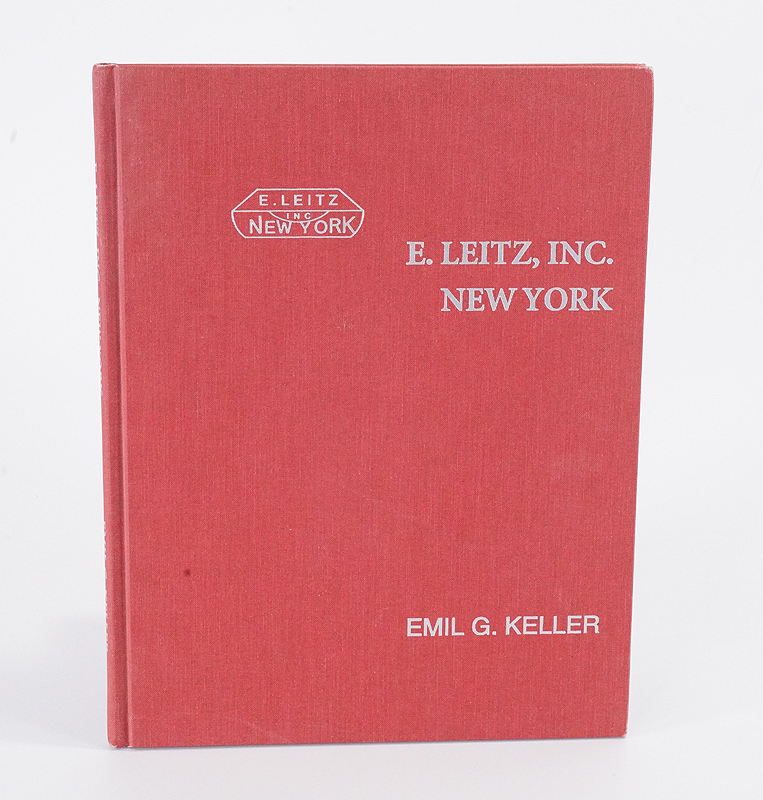 E. LEITZ
INC
NEW YORK
E. LEITZ, INC.
NEW YORK
EMIL G. KELLER